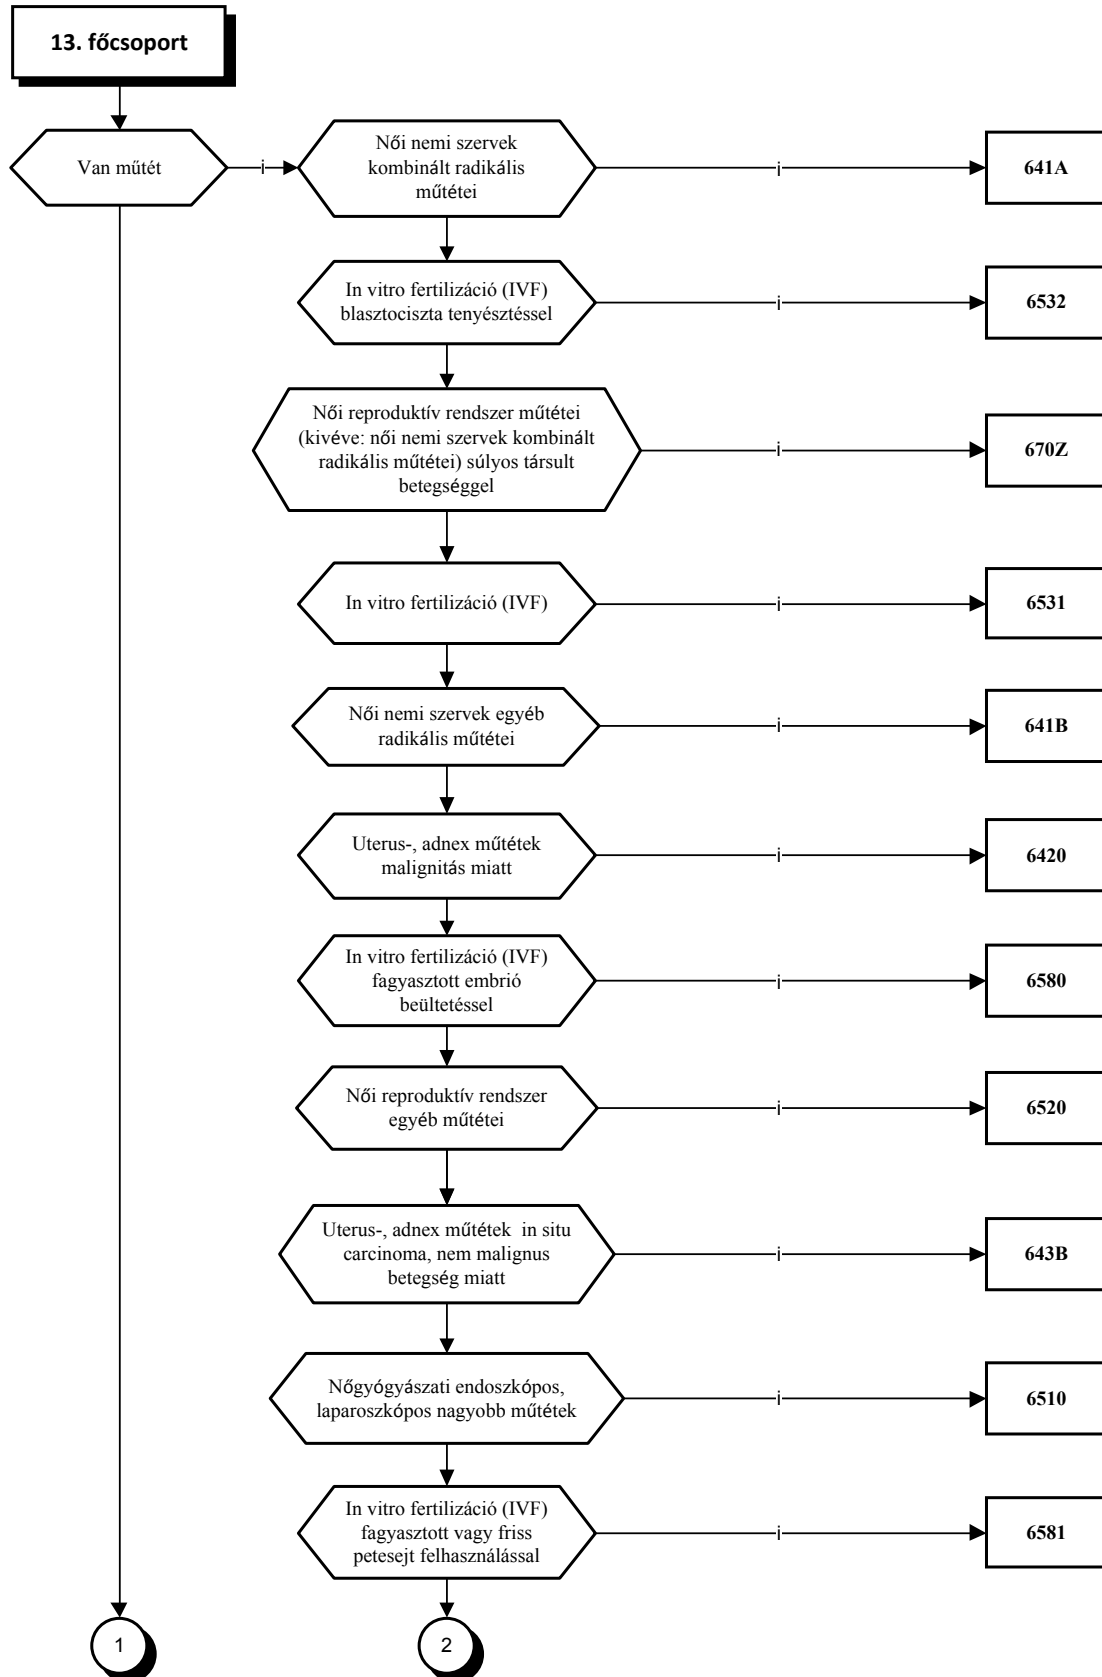 13. főcsoport
Van műtét
i
Női nemi szervek
kombinált radikális
műtétei
i
641A
In vitro fertilizáció (IVF)
blasztociszta tenyésztéssel
i
6532
Női reproduktív rendszer műtétei
(kivéve: női nemi szervek kombinált
radikális műtétei) súlyos társult
betegséggel
i
670Z
In vitro fertilizáció (IVF)
i
6531
Női nemi szervek egyéb
radikális műtétei
i
641B
Uterus-, adnex műtétek
malignitás miatt
i
6420
In vitro fertilizáció (IVF)
fagyasztott embrió
beültetéssel
i
6580
Női reproduktív rendszer
egyéb műtétei
i
6520
Uterus-, adnex műtétek in situ
carcinoma, nem malignus
betegség miatt
i
643B
Nőgyógyászati endoszkópos,
laparoszkópos nagyobb műtétek
i
6510
In vitro fertilizáció (IVF)
fagyasztott vagy friss
petesejt felhasználással
i
6581
1
2